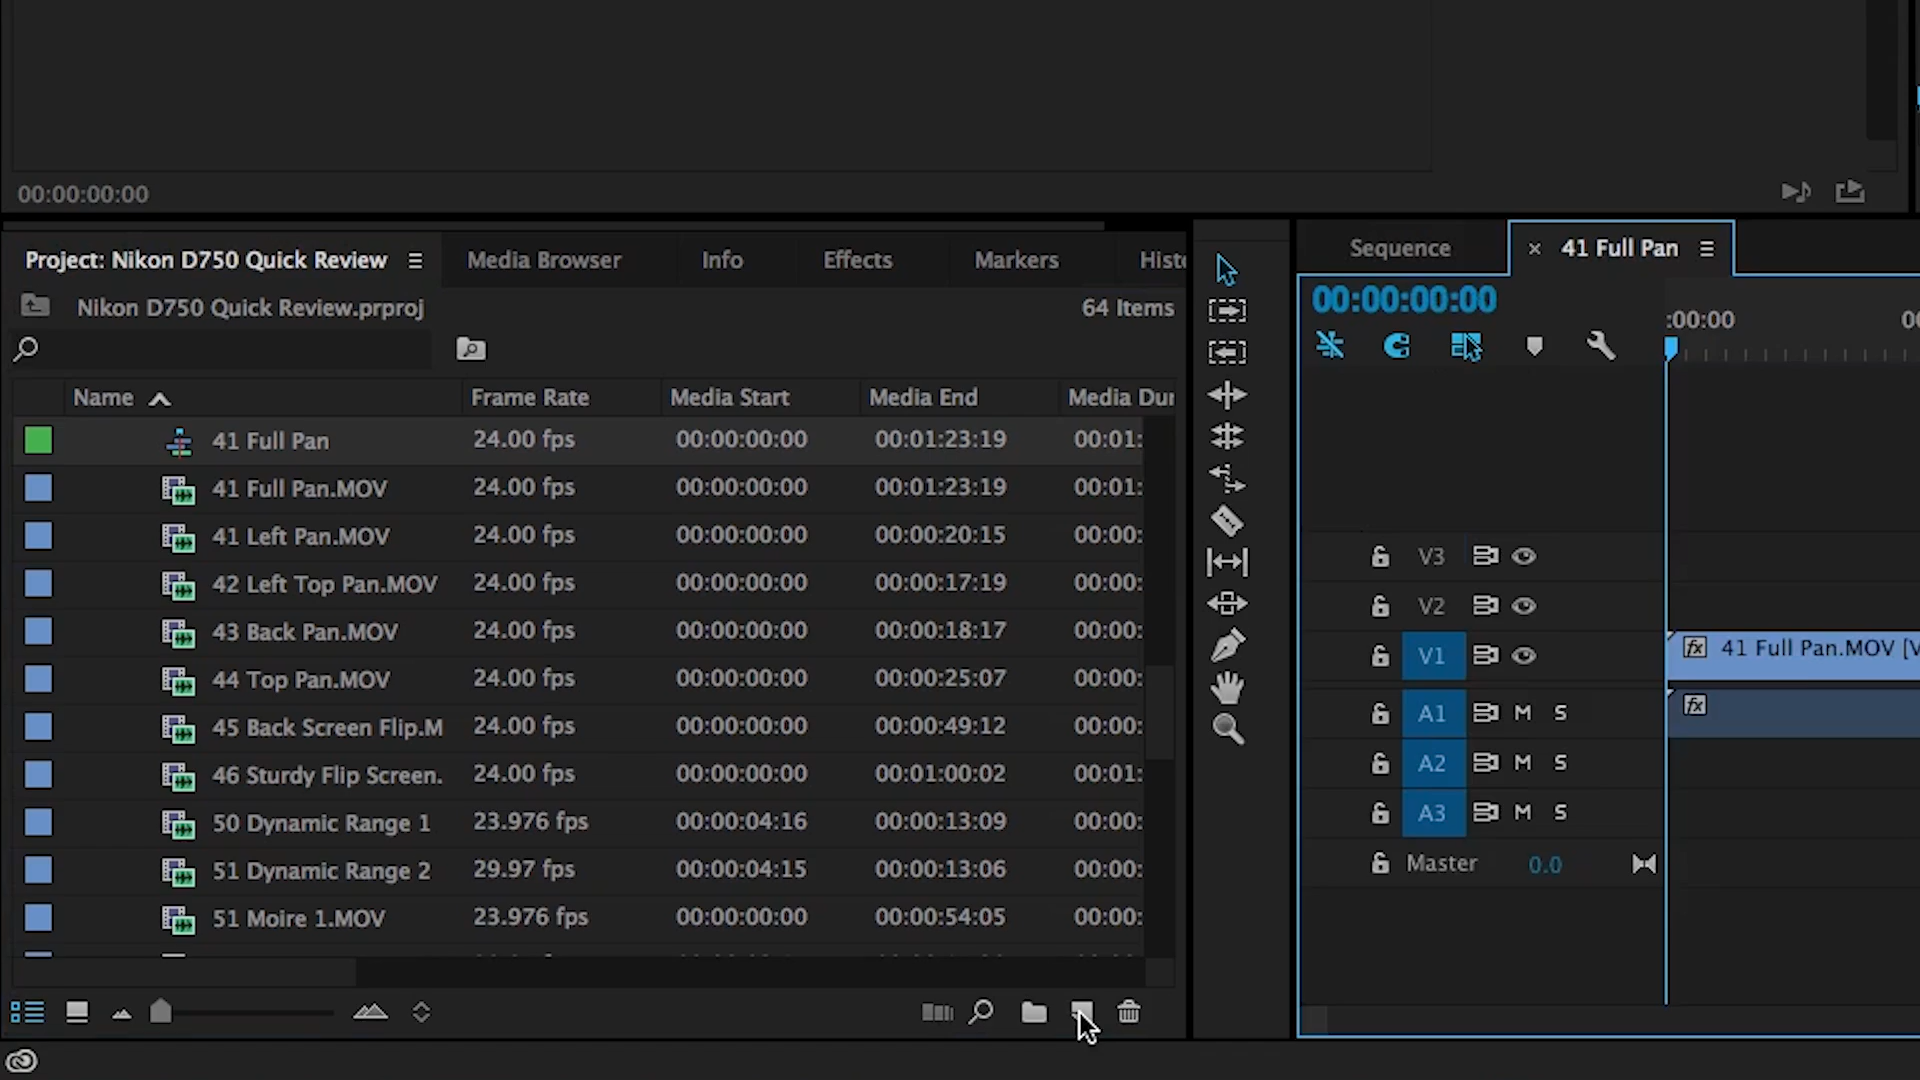 00:00:00:00
Project: Nikon D750 Quick Review
Media Browser
Info
Effects
Markers
Histo
Nikon D750 Quick Review.prproj
64 Items
Name Frame Rate Media Start Media End Media Dur
41 Full Pan 24.00 fps 00:00:00:00 00:01:23:19 00:01:
41 Full Pan.MOV 24.00 fps 00:00:00:00 00:01:23:19 00:01:
41 Left Pan.MOV 24.00 fps 00:00:00:00 00:00:20:15 00:00:
42 Left Top Pan.MOV 24.00 fps 00:00:00:00 00:00:17:19 00:00:
43 Back Pan.MOV 24.00 fps 00:00:00:00 00:00:18:17 00:00:
44 Top Pan.MOV 24.00 fps 00:00:00:00 00:00:25:07 00:00:
45 Back Screen Flip.M 24.00 fps 00:00:00:00 00:00:49:12 00:00:
46 Sturdy Flip Screen. 24.00 fps 00:00:00:00 00:01:00:02 00:01:
50 Dynamic Range 1 23.976 fps 00:00:04:16 00:00:13:09 00:00:
51 Dynamic Range 2 29.97 fps 00:00:04:15 00:00:13:06 00:00:
51 Moire 1.MOV 23.976 fps 00:00:00:00 00:00:54:05 00:00:
Sequence
× 41 Full Pan
00:00:00:00
:00:00
00
V3
V2
V1
fx 41 Full Pan.MOV [V
A1 M S
fx
A2 M S
A3 M S
Master 0.0